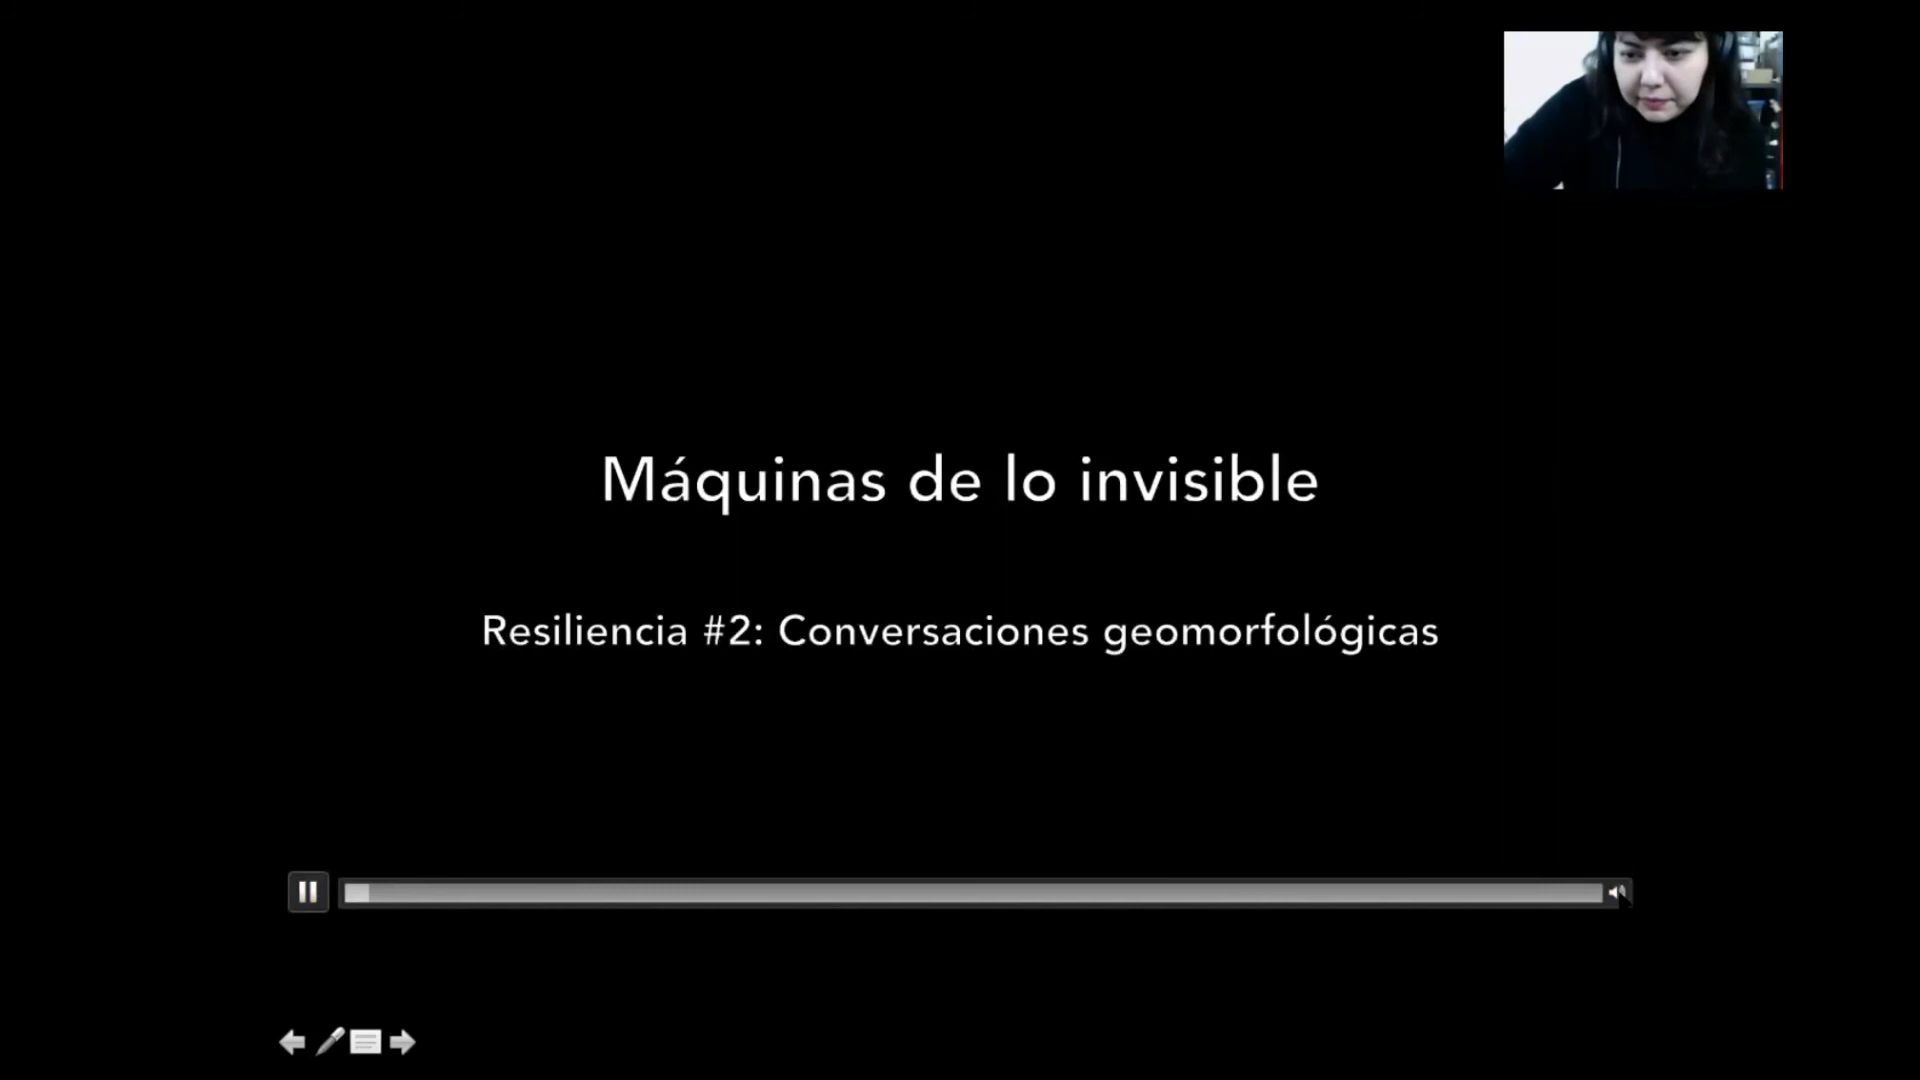 Máquinas de lo invisible
Resiliencia #2: Conversaciones geomorfológicas